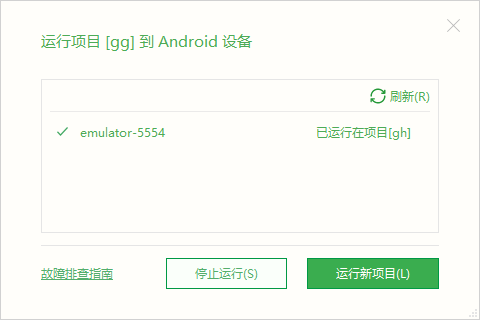 运行项目 [gg] 到 Android 设备
刷新(R)
emulator-5554 已运行在项目[gh]
故障排查指南 停止运行(S) 运行新项目(L)